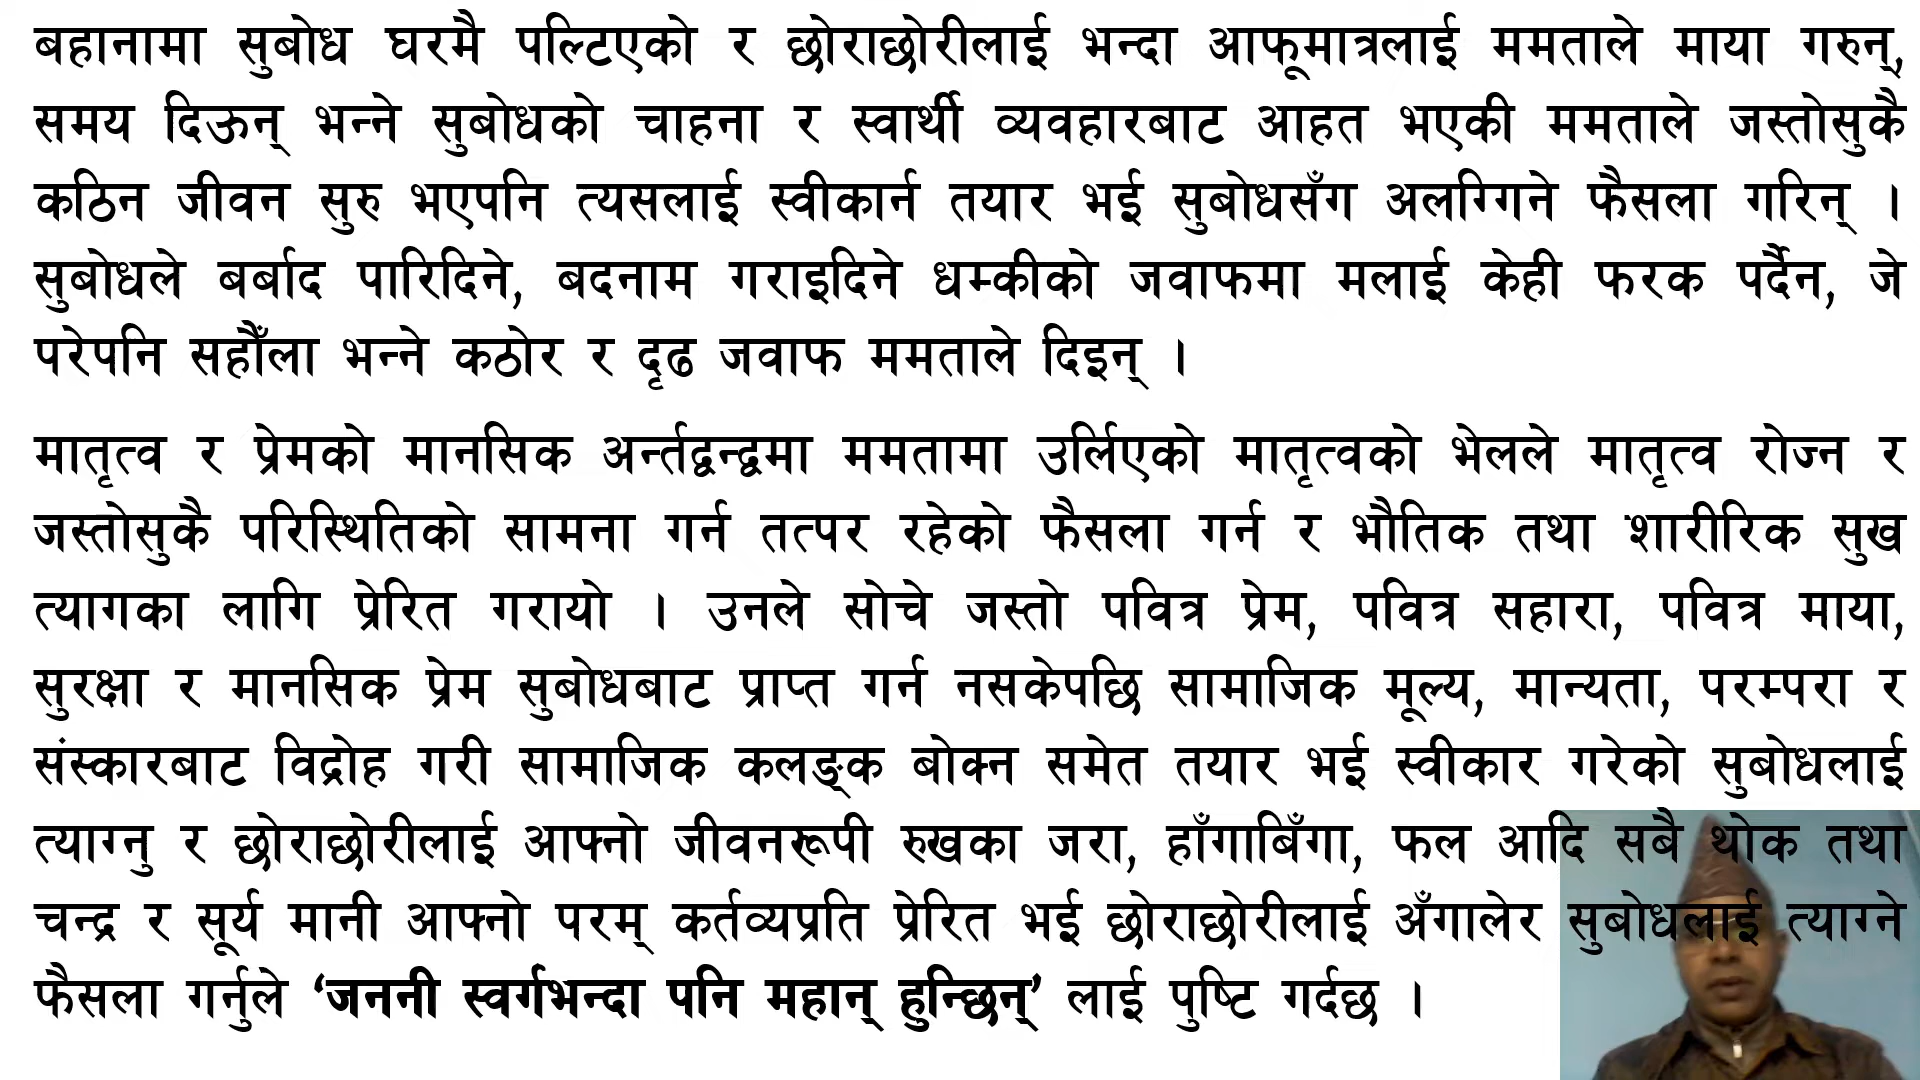 बहानामा सुबोध घरमै पल्टिएको र छोराछोरीलाई भन्दा आफूमात्रलाई ममताले माया गरुन्,
समय दिऊन् भन्ने सुबोधको चाहना र स्वार्थी व्यवहारबाट आहत भएकी ममताले जस्तोसुकै
कठिन जीवन सुरु भएपनि त्यसलाई स्वीकार्न तयार भई सुबोधसँग अलग्गिने फैसला गरिन् ।
सुबोधले बर्बाद पारिदिने, बदनाम गराइदिने धम्कीको जवाफमा मलाई केही फरक पर्दैन, जे
परेपनि सहौँला भन्ने कठोर र दृढ जवाफ ममताले दिइन् ।
मातृत्व र प्रेमको मानसिक अर्न्तद्वन्द्वमा ममतामा उर्लिएको मातृत्वको भेलले मातृत्व रोज्न र
जस्तोसुकै परिस्थितिको सामना गर्न तत्पर रहेको फैसला गर्न र भौतिक तथा शारीरिक सुख
त्यागका लागि प्रेरित गरायो । उनले सोचे जस्तो पवित्र प्रेम, पवित्र सहारा, पवित्र माया,
सुरक्षा र मानसिक प्रेम सुबोधबाट प्राप्त गर्न नसकेपछि सामाजिक मूल्य, मान्यता, परम्परा र
संस्कारबाट विद्रोह गरी सामाजिक कलङ्क बोक्न समेत तयार भई स्वीकार गरेको सुबोधलाई
त्याग्नु र छोराछोरीलाई आफ्नो जीवनरूपी रुखका जरा, हाँगाबिँगा, फल आदि सबै थोक तथा
चन्द्र र सूर्य मानी आफ्नो परम् कर्तव्यप्रति प्रेरित भई छोराछोरीलाई अँगालेर सुबोधलाई त्याग्ने
फैसला गर्नुले ‘जननी स्वर्गभन्दा पनि महान् हुन्छिन्’ लाई पुष्टि गर्दछ ।